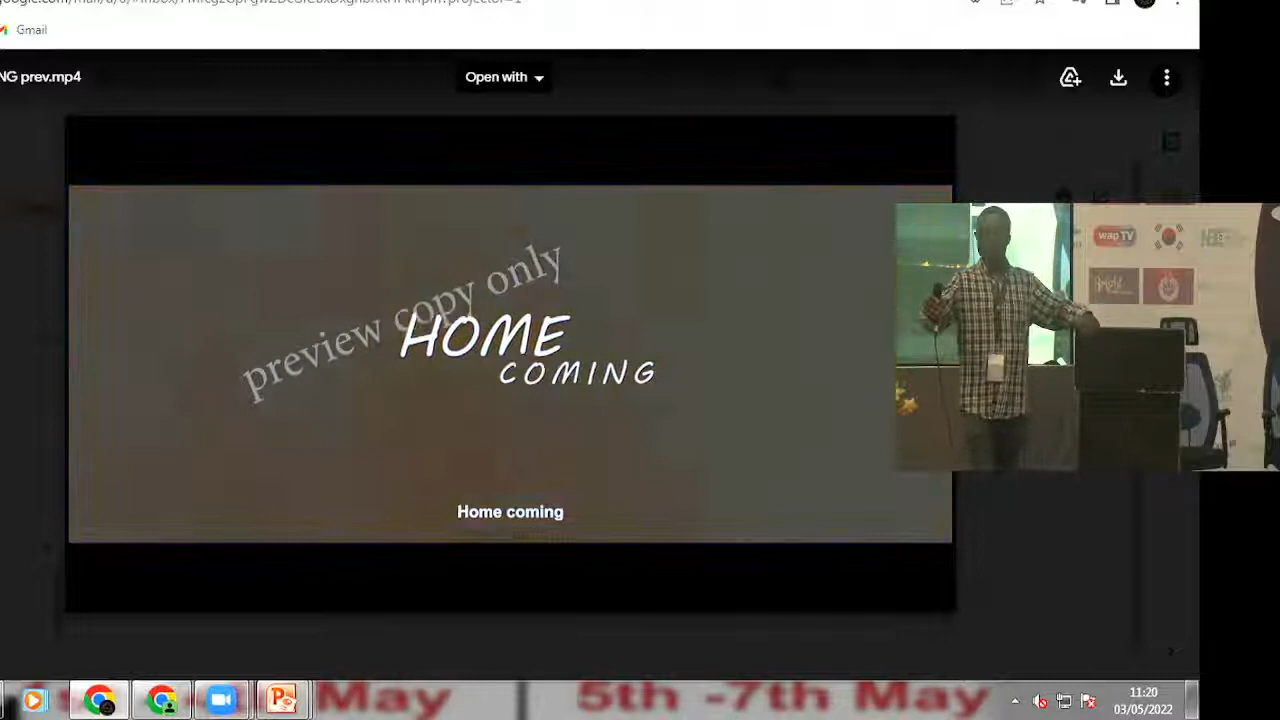 Gmail
NG prev.mp4
Open with
preview copy only
HOME
COMING
Home coming
wap TV
May
5th -7th May
11:20
03/05/2022